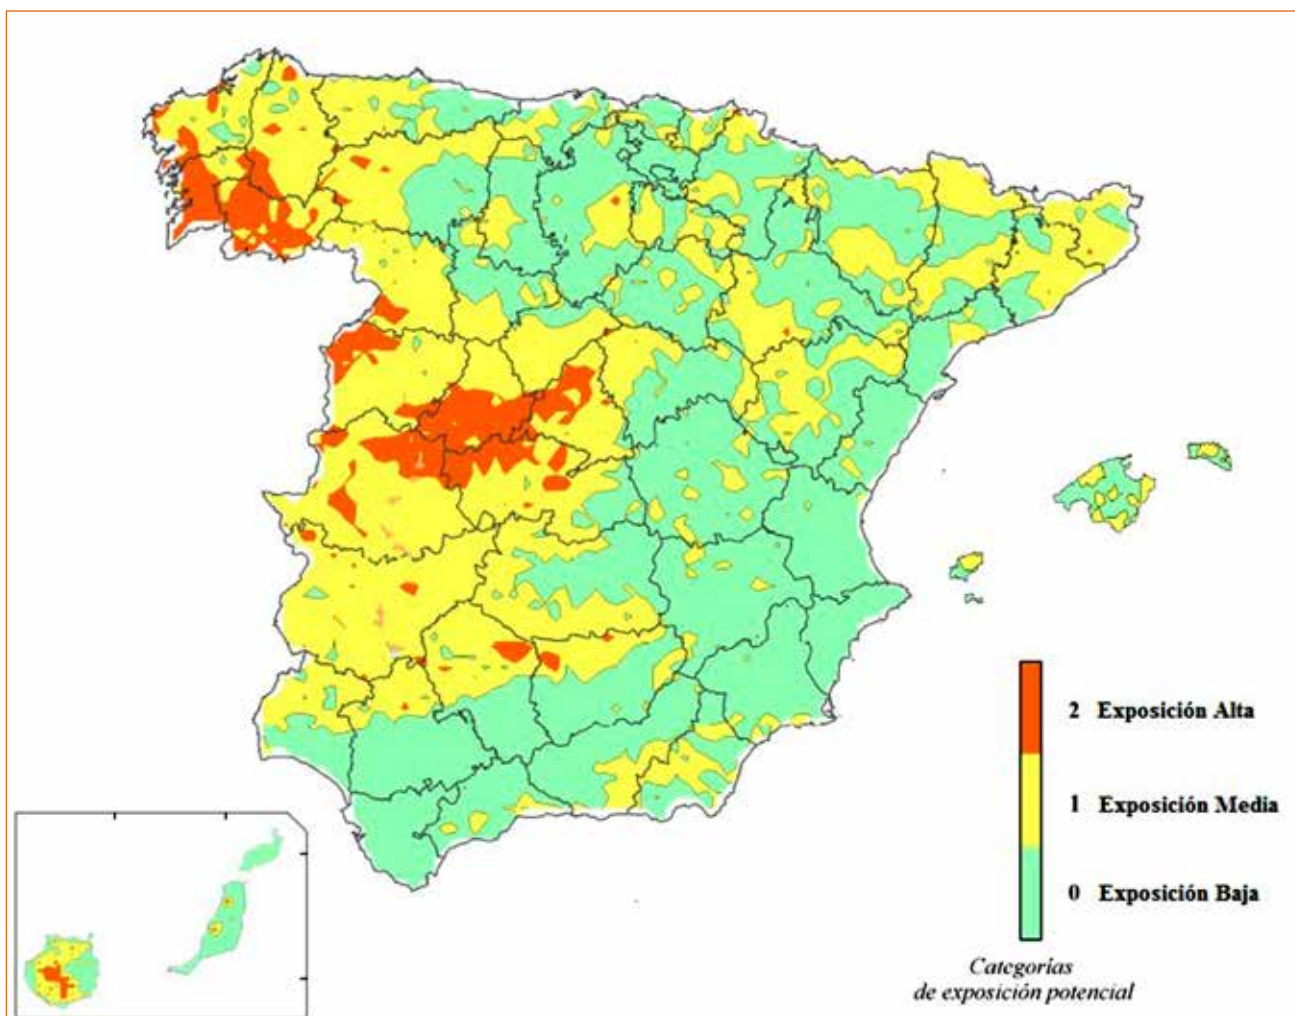 2 Exposición Alta
1 Exposición Media
0 Exposición Baja
Categorías
de exposición potencial